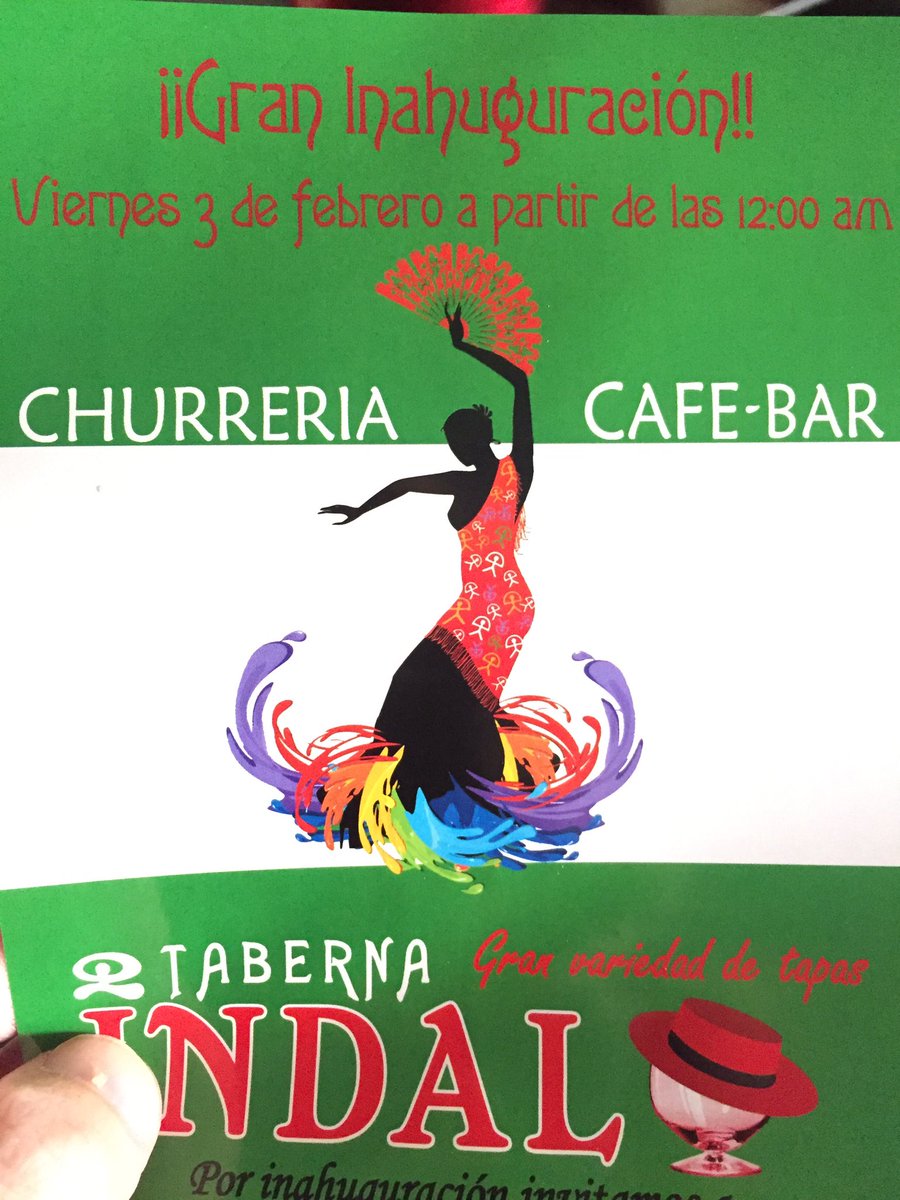 ¡¡Gran Inahuguración!!
Viernes 3 de febrero a partir de las 12:00 am
CHURRERIA CAFE-BAR
TABERNA Gran variedad de tapas
INDAL
Por inahuguración invitamos a